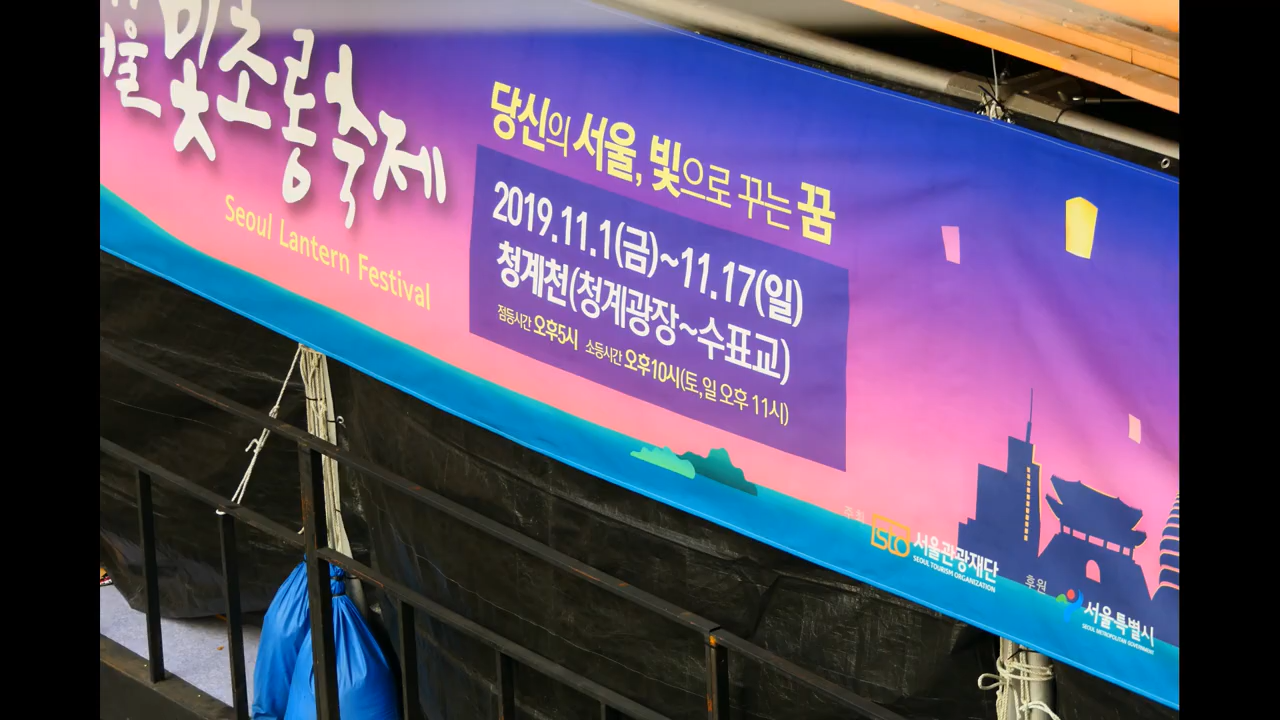 서울빛초롱축제
Seoul Lantern Festival
당신의 서울, 빛으로 꾸는 꿈
2019.11.1(금)~11.17(일)
청계천(청계광장~수표교)
점등시간 오후5시 소등시간 오후10시(토,일 오후 11시)
주최
sto 서울관광재단
SEOUL TOURISM ORGANIZATION
후원
서울특별시
SEOUL METROPOLITAN GOVERNMENT